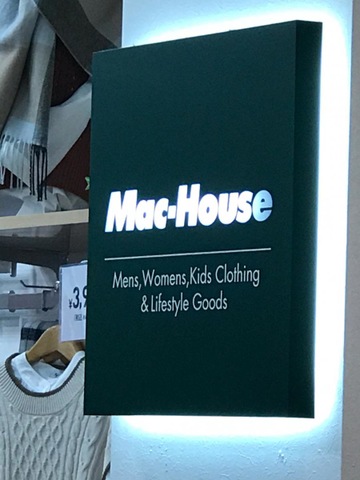 Mac-House
Mens,Womens,Kids Clothing
& Lifestyle Goods